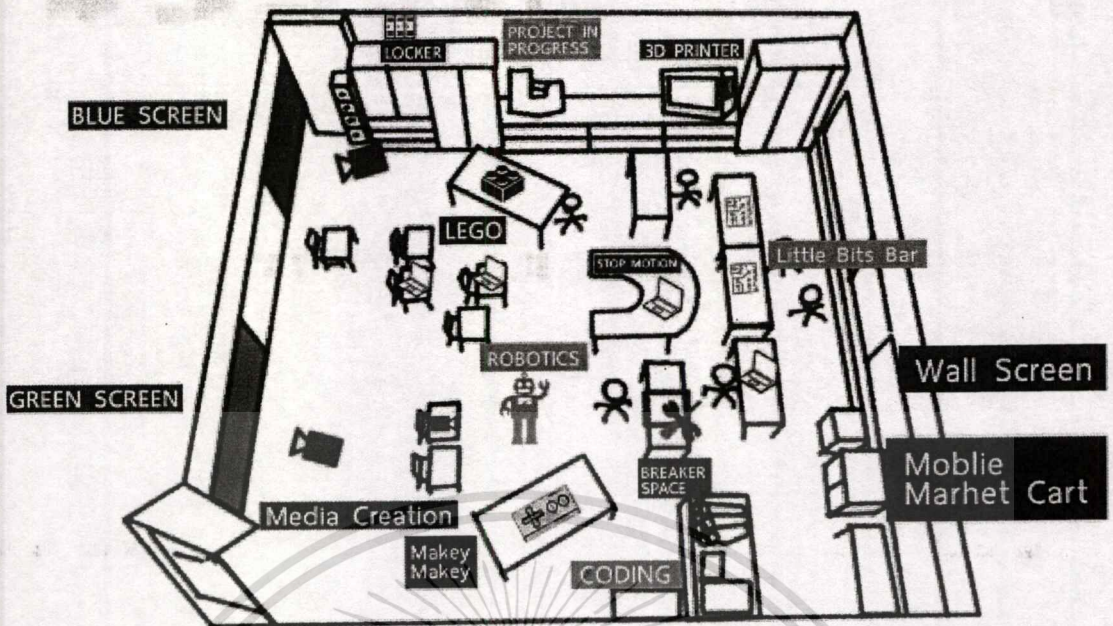 LOCKER
PROJECT IN
PROGRESS
3D PRINTER
BLUE SCREEN
LEGO
STOP MOTION
Little Bits Bar
ROBOTICS
Wall Screen
GREEN SCREEN
BREAKER
SPACE
Moblie
Marhet Cart
Media Creation
Makey
Makey
CODING